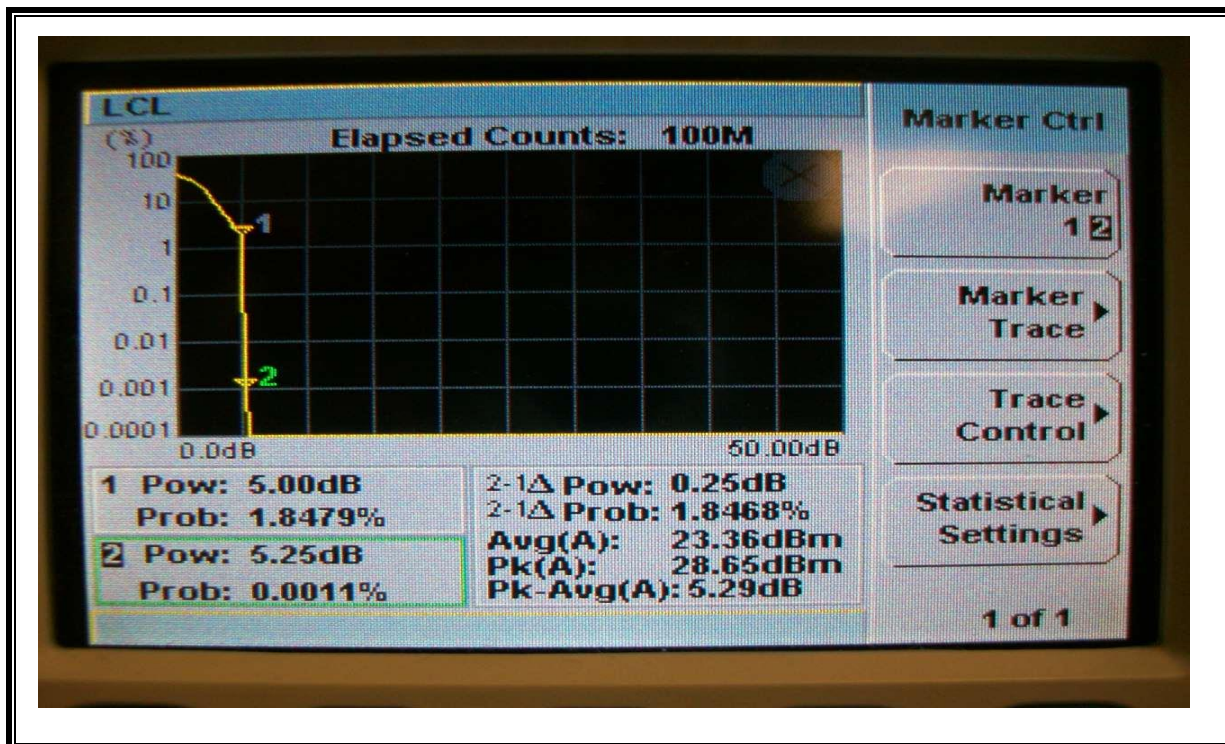 LCL
(%)
Elapsed Counts: 100M
100
10
1
0.1
0.01
0.001
0.0001
1
2
0.0dB
50.00dB
1 Pow: 5.00dB
Prob: 1.8479%
2 Pow: 5.25dB
Prob: 0.0011%
2-1Δ Pow: 0.25dB
2-1Δ Prob: 1.8468%
Avg(A): 23.36dBm
Pk(A): 28.65dBm
Pk-Avg(A): 5.29dB
Marker Ctrl
Marker
1 2
Marker
Trace
Trace
Control
Statistical
Settings
1 of 1